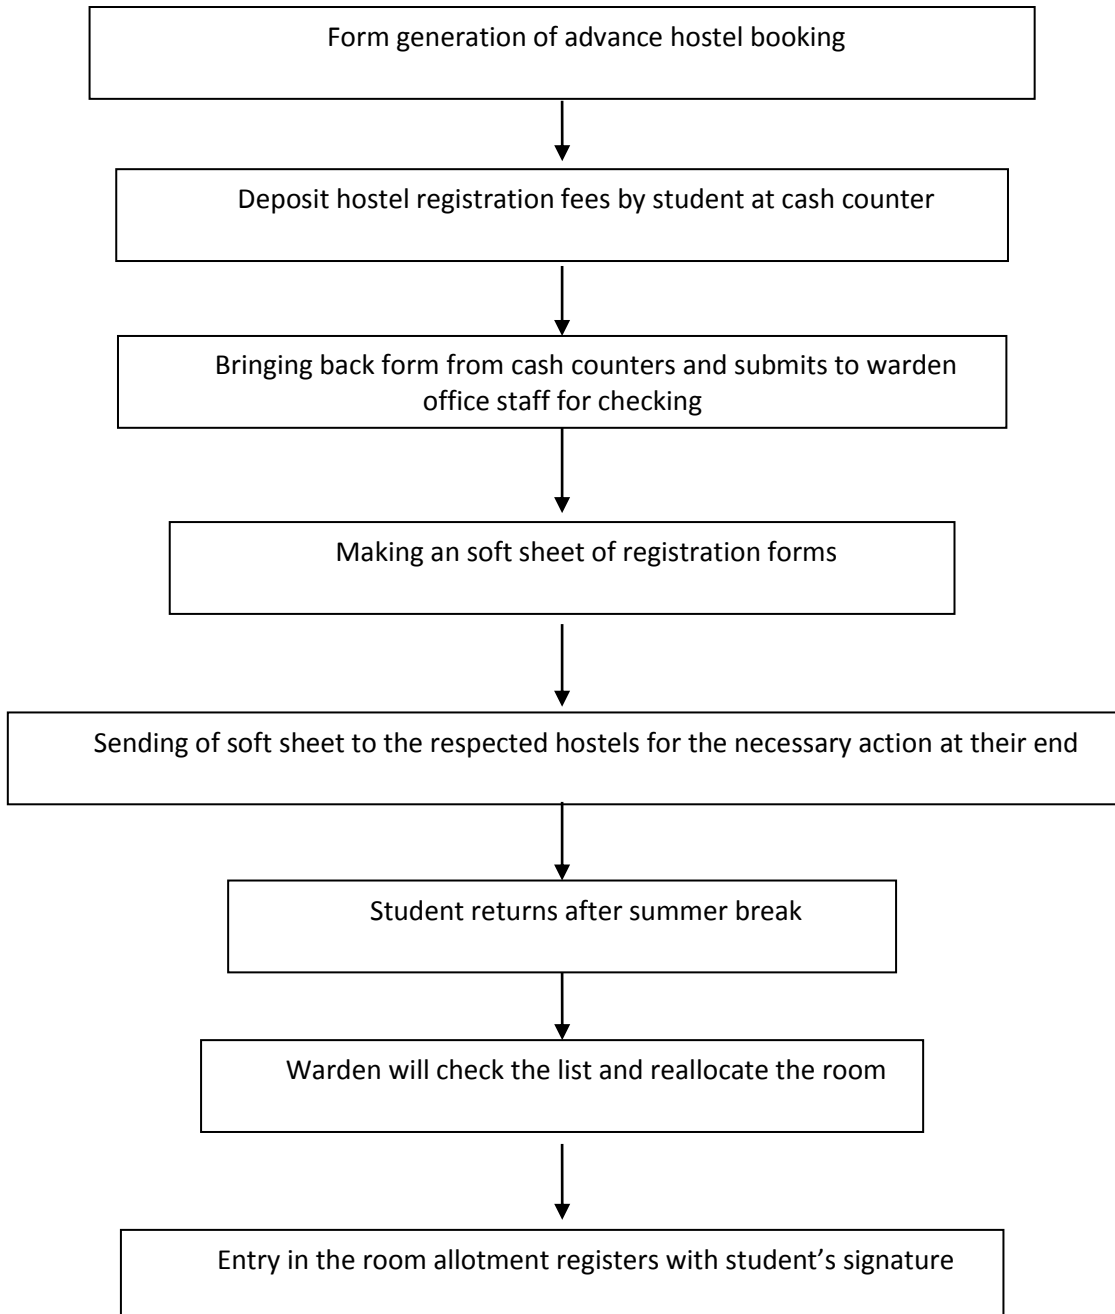 Form generation of advance hostel booking
Deposit hostel registration fees by student at cash counter
Bringing back form from cash counters and submits to warden
office staff for checking
Making an soft sheet of registration forms
Sending of soft sheet to the respected hostels for the necessary action at their end
Student returns after summer break
Warden will check the list and reallocate the room
Entry in the room allotment registers with student’s signature